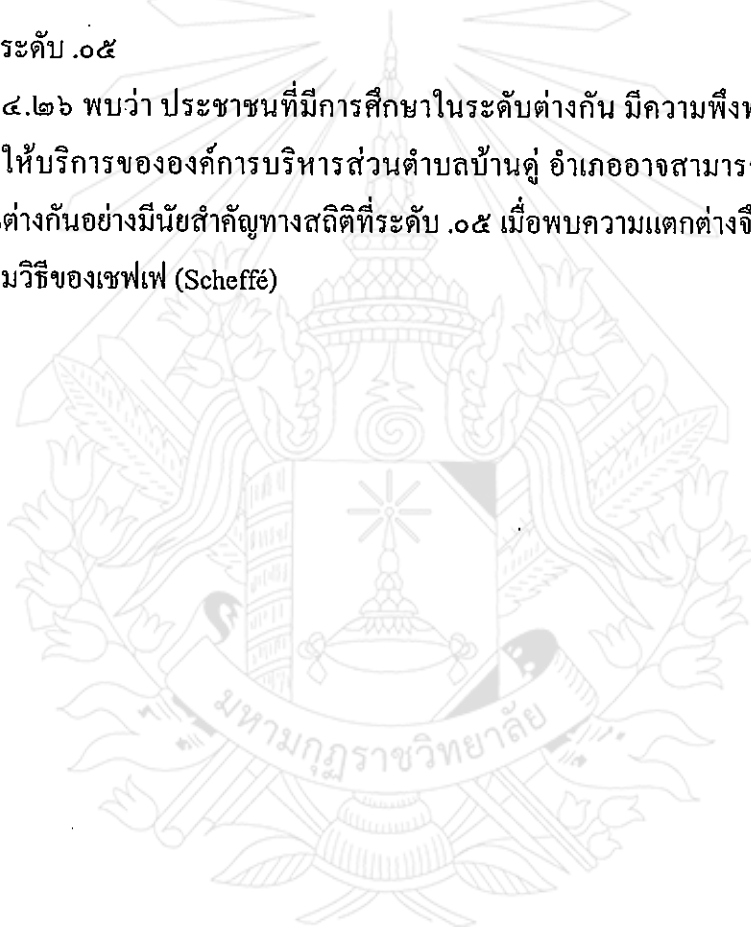 ระดับ .๐๕
๔.๒๖ พบว่า ประชาชนที่มีการศึกษาในระดับต่างกัน มีความพึงพ
ให้บริการขององค์การบริหารส่วนตำบลบ้านดู่ อำเภออาจสามารถ
ต่างกันอย่างมีนัยสำคัญทางสถิติที่ระดับ .๐๕ เมื่อพบความแตกต่างจึ
มวิธีของเชฟเฟ (Scheffé)
มหามกุฏราชวิทยาลัย